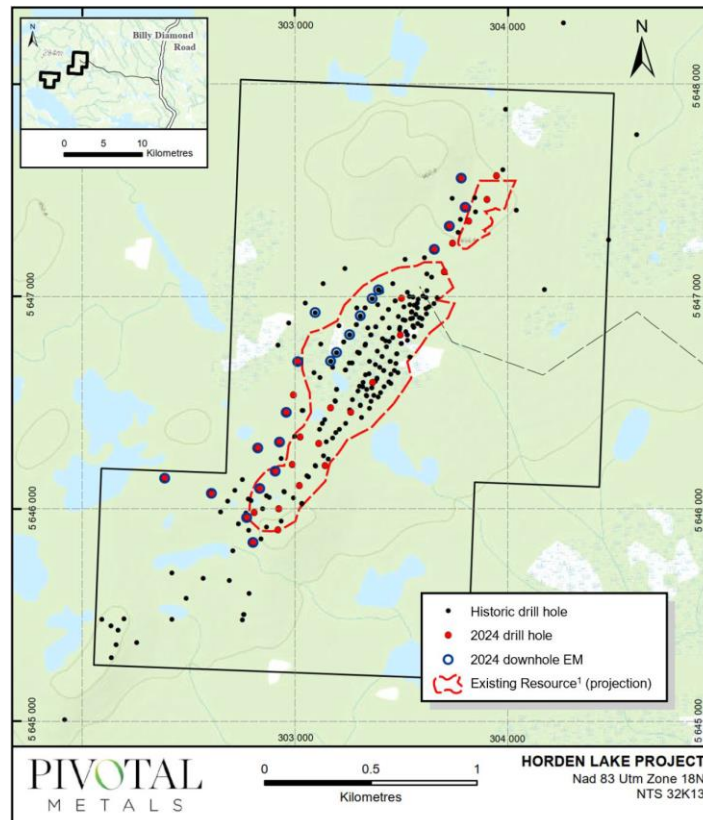 303 000
304 000
N
Billy Diamond
Road
N
0 5 10
Kilometres
5 648 000
5 648 000
5 647 000
5 647 000
5 646 000
5 646 000
Historic drill hole
2024 drill hole
2024 downhole EM
Existing Resource¹ (projection)
5 645 000
5 645 000
303 000
304 000
PIVOTAL
METALS
0 0.5 1
Kilometres
HORDEN LAKE PROJECT
Nad 83 Utm Zone 18N
NTS 32K13